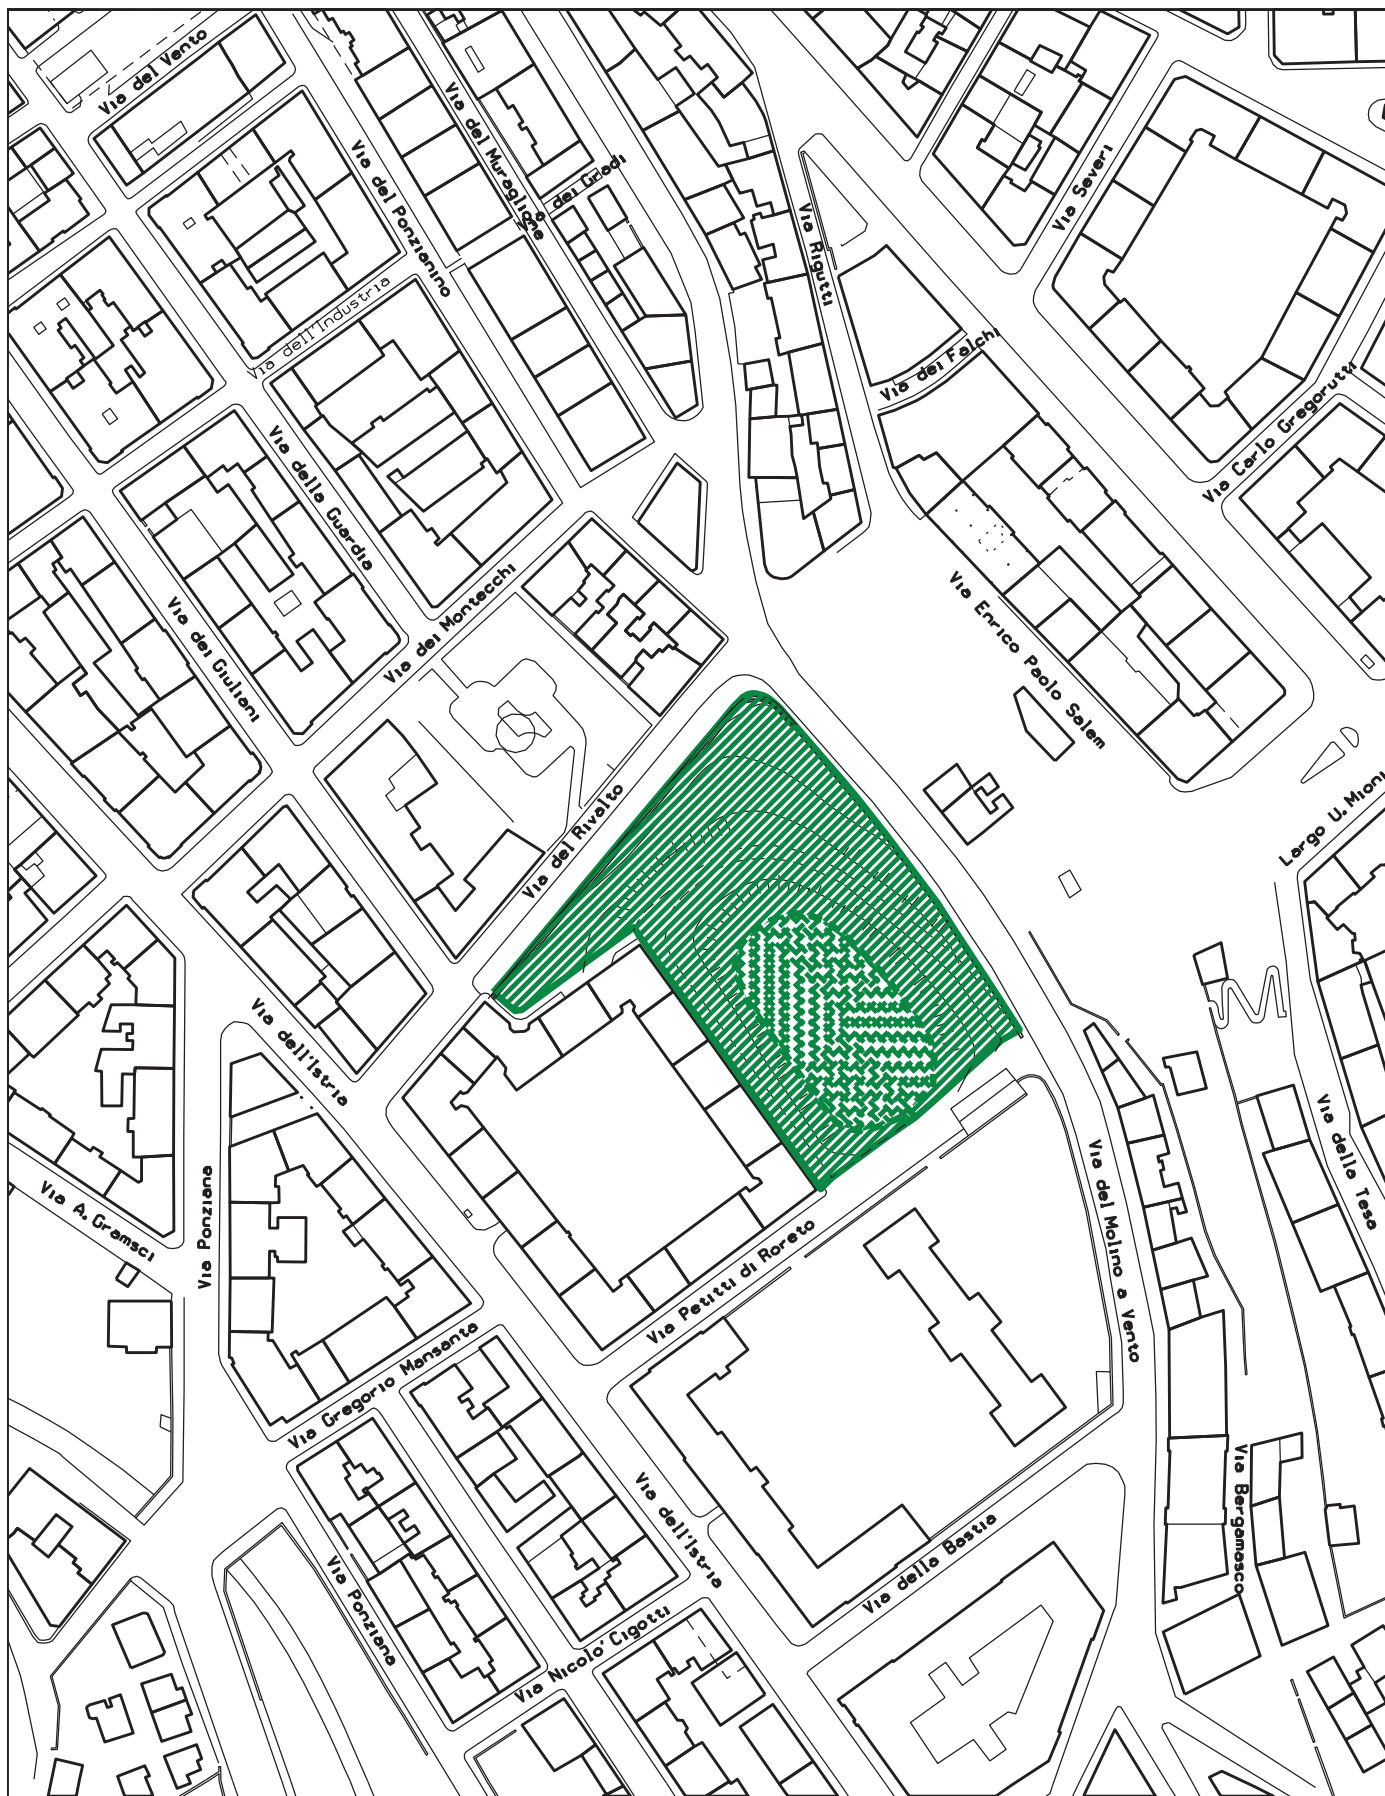 Via del Vento
Via del Muraglione
Via del Ponzianino
Via dei Gradi
Via Severi
Via Rigutti
Via dell'Industria
Via dei Falchi
Via Carlo Gregorutti
Via della Guardia
Via dei Montecchi
Via Enrico Paolo Salem
Via dei Giuliani
Via del Rivalto
Largo U. Mioni
Via dell'Istria
Via della Tesa
Via A. Gramsci
Via Ponziana
Via del Molino a Vento
Via Petitti di Roreto
Via Gregorio Mansanta
Via Bergamasco
Via dell'Istria
Via della Bastia
Via Ponziana
Via Nicolo' Cigotti